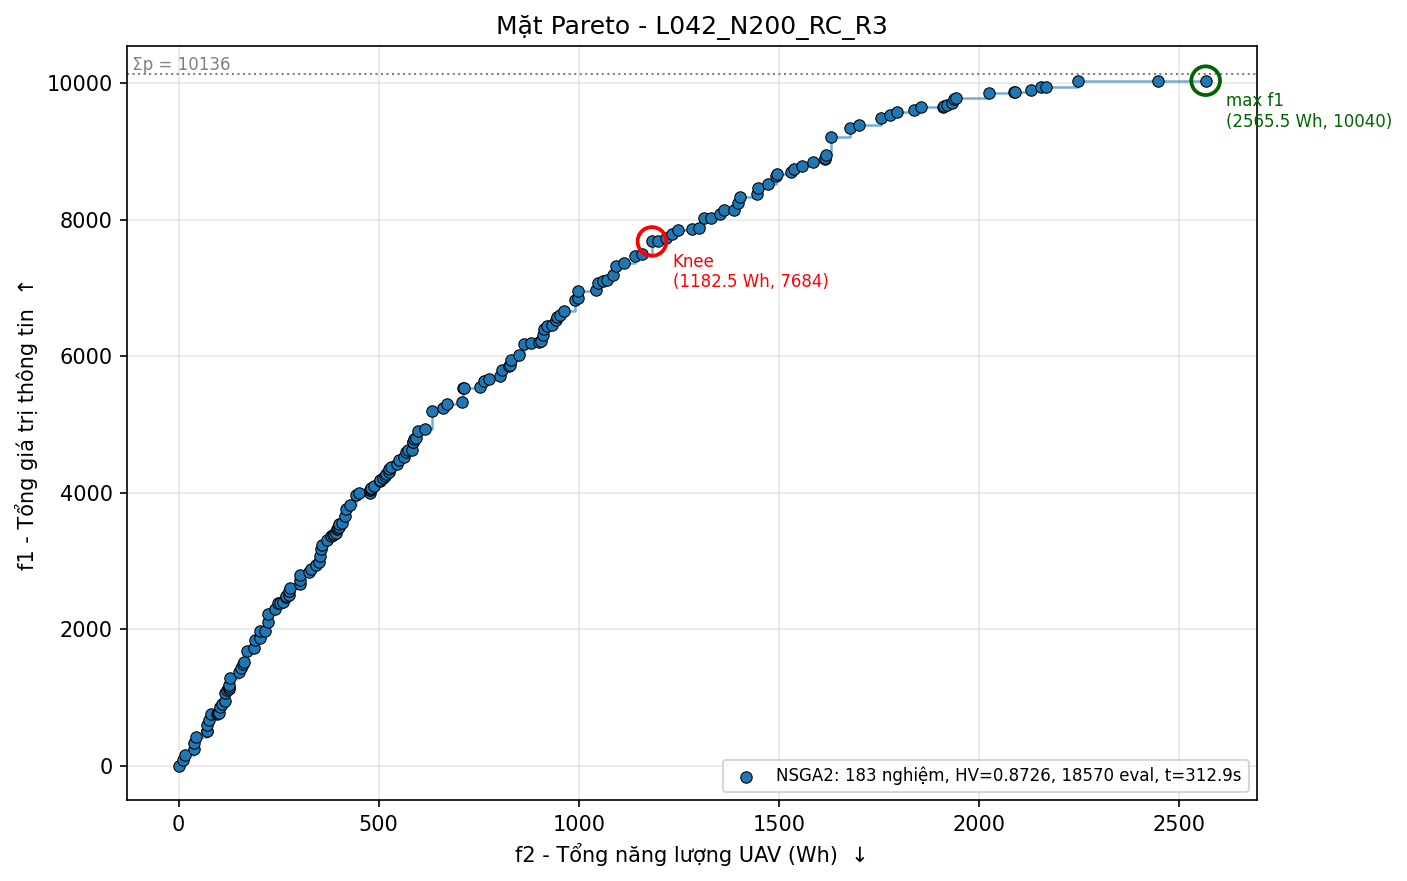 Mặt Pareto - L042_N200_RC_R3
Σp = 10136
10000
8000
6000
4000
2000
0
f1 - Tổng giá trị thông tin ↑
max f1
(2565.5 Wh, 10040)
Knee
(1182.5 Wh, 7684)
NSGA2: 183 nghiệm, HV=0.8726, 18570 eval, t=312.9s
0 500 1000 1500 2000 2500
f2 - Tổng năng lượng UAV (Wh) ↓